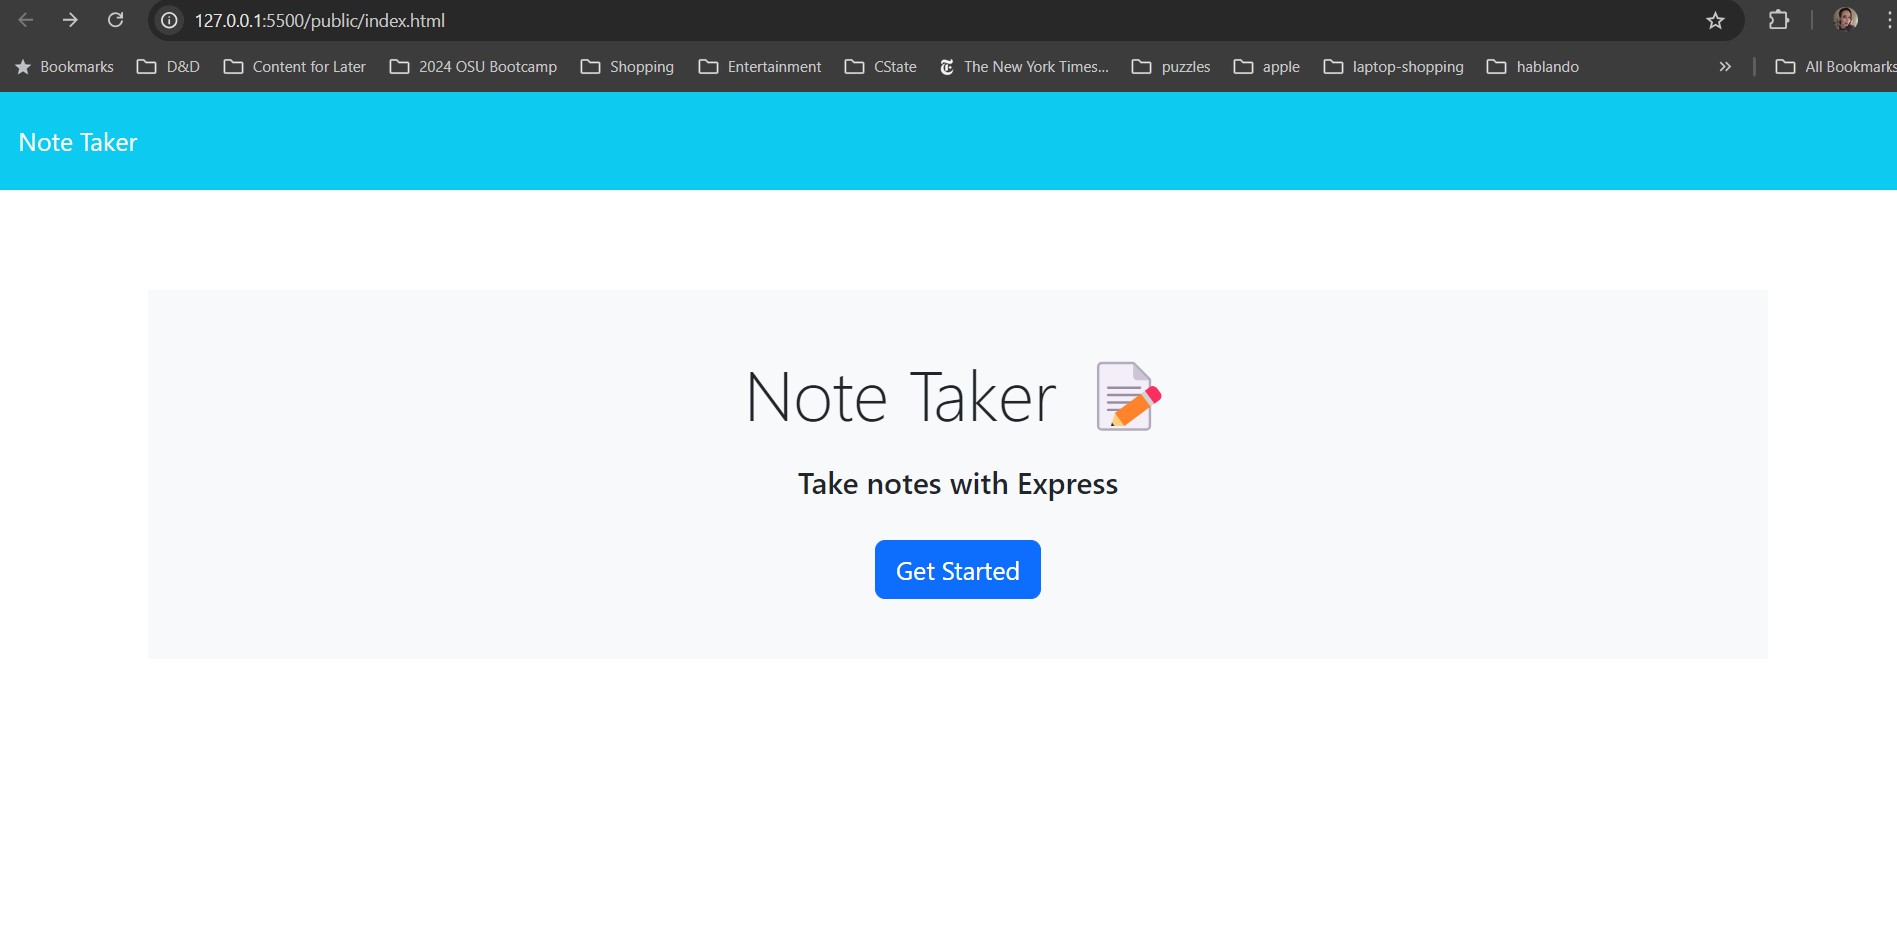 127.0.0.1:5500/public/index.html
Bookmarks D&D Content for Later 2024 OSU Bootcamp Shopping Entertainment CState The New York Times... puzzles apple laptop-shopping hablando » All Bookmarks
Note Taker
Note Taker
Take notes with Express
Get Started